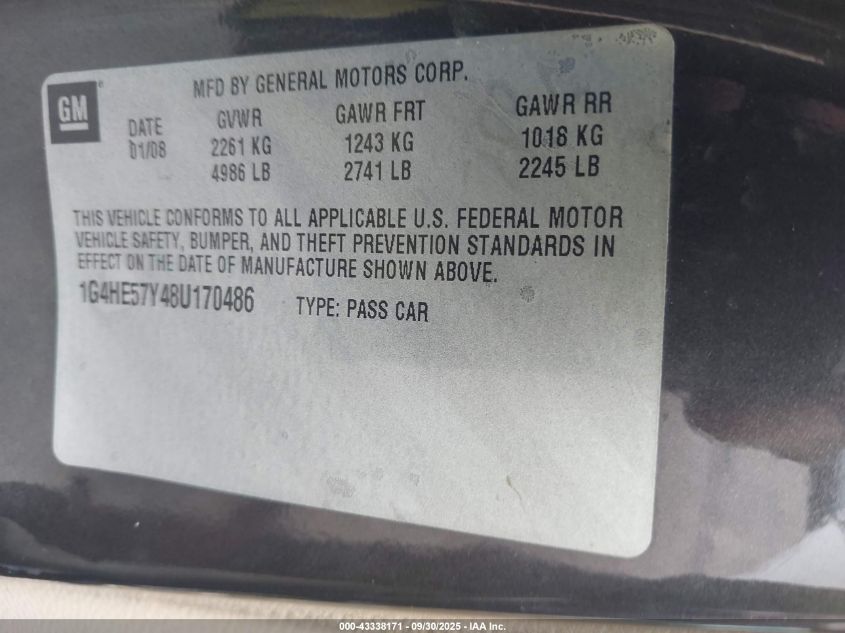 GM
MFD BY GENERAL MOTORS CORP.
DATE GVWR GAWR FRT GAWR RR
01/08 2261 KG 1243 KG 1018 KG
4986 LB 2741 LB 2245 LB
THIS VEHICLE CONFORMS TO ALL APPLICABLE U.S. FEDERAL MOTOR
VEHICLE SAFETY, BUMPER, AND THEFT PREVENTION STANDARDS IN
EFFECT ON THE DATE OF MANUFACTURE SHOWN ABOVE.
1G4HE57Y48U170486 TYPE: PASS CAR
000-43338171 - 09/30/2025 - IAA Inc.